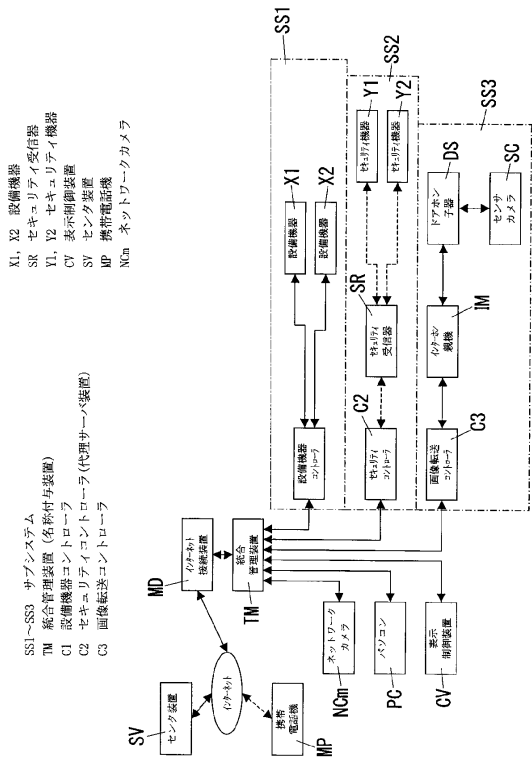 SS1～SS3 サブシステム
TM 統合管理装置（名称付与装置）
C1 設備機器コントローラ
C2 セキュリティコントローラ（代理サーバ装置）
C3 画像転送コントローラ
X1, X2 設備機器
SR セキュリティ受信器
Y1, Y2 セキュリティ機器
CV 表示制御装置
SV センタ装置
MP 携帯電話機
NCm ネットワークカメラ
SV
センタ装置
インターネット
携帯
電話機
MP
MD
インターネット
接続装置
統合
管理装置
TM
ネットワーク
カメラ
NCm
パソコン
PC
表示
制御装置
CV
SS1
設備機器
コントローラ
設備機器
X1
設備機器
X2
SS2
C2
セキュリティ
コントローラ
SR
セキュリティ
受信器
セキュリティ機器
Y1
セキュリティ機器
Y2
SS3
画像転送
コントローラ
C3
インターホン
親機
IM
ドアホン
子器
DS
センサ
カメラ
SC